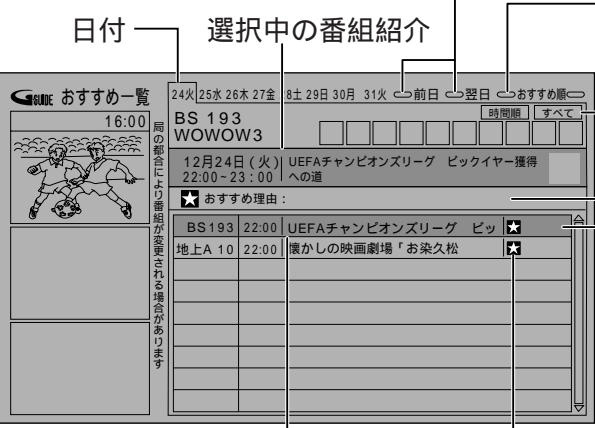 日付 選択中の番組紹介
GGUIDE おすすめ一覧
24火 25水 26木 27金 28土 29日 30月 31火 前日 翌日 おすすめ順
16:00
局の都合により番組が変更される場合があります
BS 193
WOWOW3
時間順 すべて
12月24日(火) UEFAチャンピオンズリーグ ビックイヤー獲得
22:00~23:00 への道
★ おすすめ理由:
BS193 22:00 UEFAチャンピオンズリーグ ビッ ★
地上A 10 22:00 懐かしの映画劇場「お染久松 ★